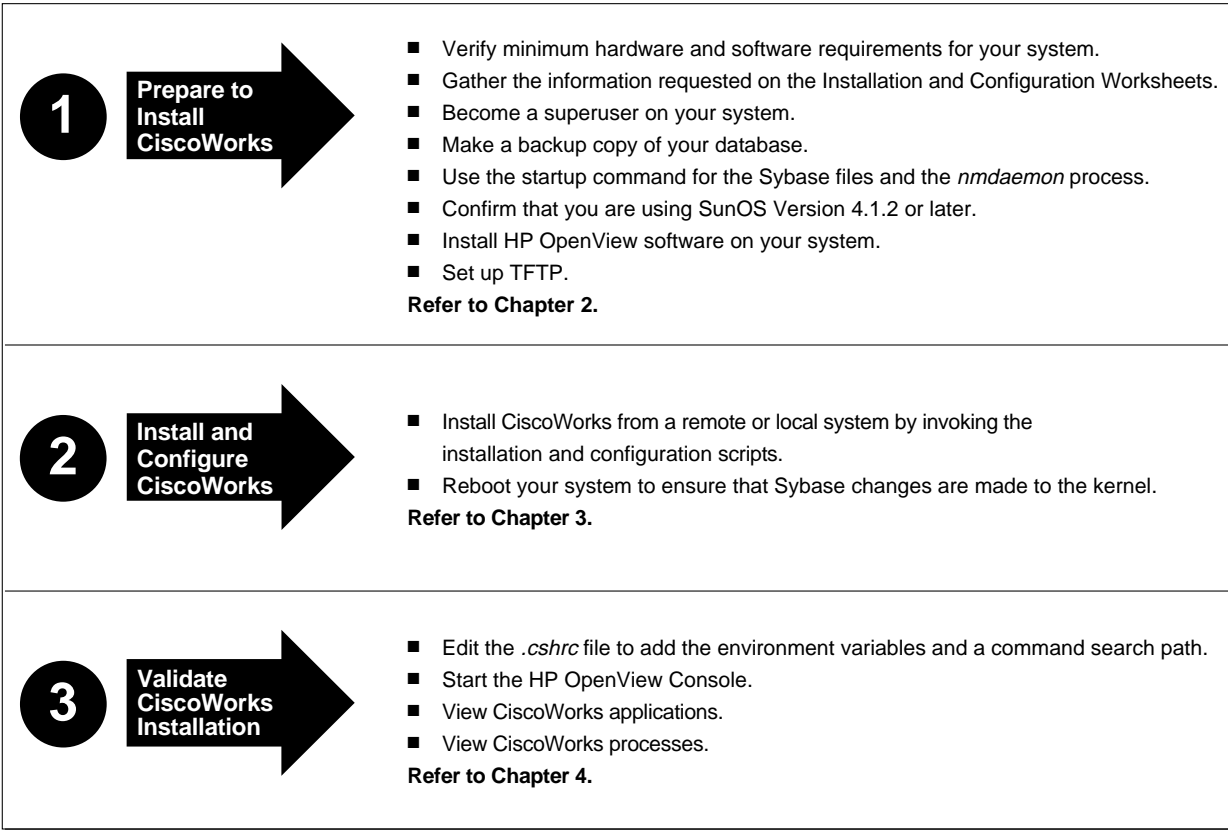 1
Prepare to
Install
CiscoWorks
■ Verify minimum hardware and software requirements for your system.
■ Gather the information requested on the Installation and Configuration Worksheets.
■ Become a superuser on your system.
■ Make a backup copy of your database.
■ Use the startup command for the Sybase files and the nmdaemon process.
■ Confirm that you are using SunOS Version 4.1.2 or later.
■ Install HP OpenView software on your system.
■ Set up TFTP.
Refer to Chapter 2.
2
Install and
Configure
CiscoWorks
■ Install CiscoWorks from a remote or local system by invoking the
installation and configuration scripts.
■ Reboot your system to ensure that Sybase changes are made to the kernel.
Refer to Chapter 3.
3
Validate
CiscoWorks
Installation
■ Edit the .cshrc file to add the environment variables and a command search path.
■ Start the HP OpenView Console.
■ View CiscoWorks applications.
■ View CiscoWorks processes.
Refer to Chapter 4.